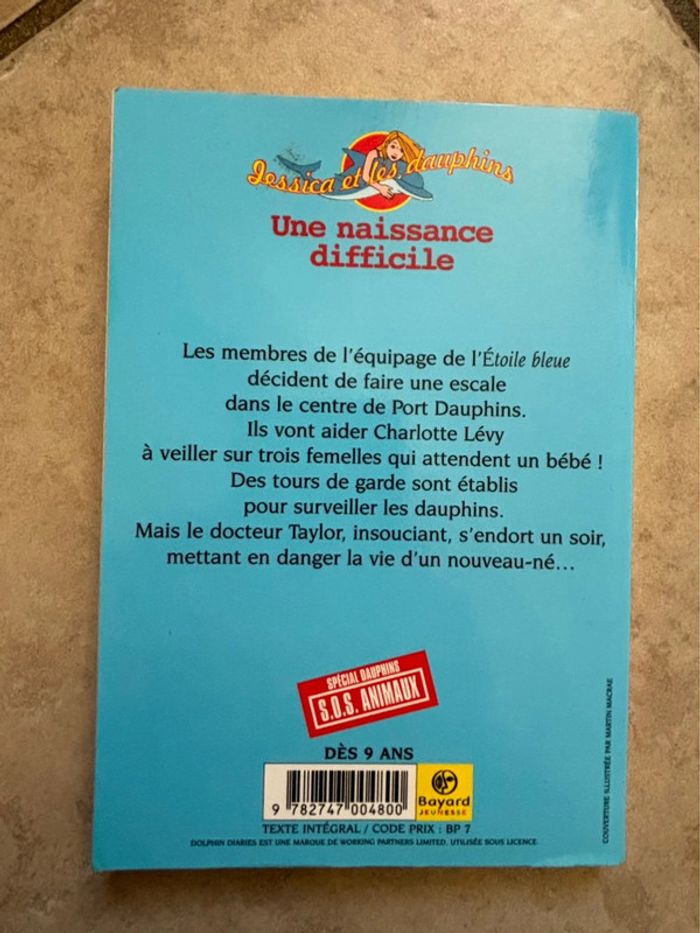 Jessica et les dauphins
Une naissance
difficile
Les membres de l'équipage de l'Étoile bleue
décident de faire une escale
dans le centre de Port Dauphins.
Ils vont aider Charlotte Lévy
à veiller sur trois femelles qui attendent un bébé !
Des tours de garde sont établis
pour surveiller les dauphins.
Mais le docteur Taylor, insouciant, s'endort un soir,
mettant en danger la vie d'un nouveau-né...
SPÉCIAL DAUPHINS
S.O.S. ANIMAUX
DÈS 9 ANS
9 782747 004800
Bayard
JEUNESSE
TEXTE INTÉGRAL / CODE PRIX : BP 7
DOLPHIN DIARIES EST UNE MARQUE DE WORKING PARTNERS LIMITED, UTILISÉE SOUS LICENCE.
COUVERTURE ILLUSTRÉE PAR MARTIN MACRAE